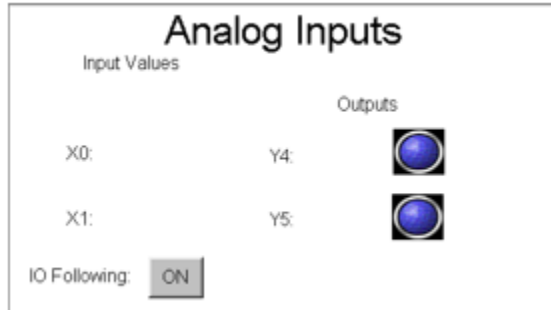 Analog Inputs
Input Values
Outputs
X0: Y4:
X1: Y5:
IO Following: ON